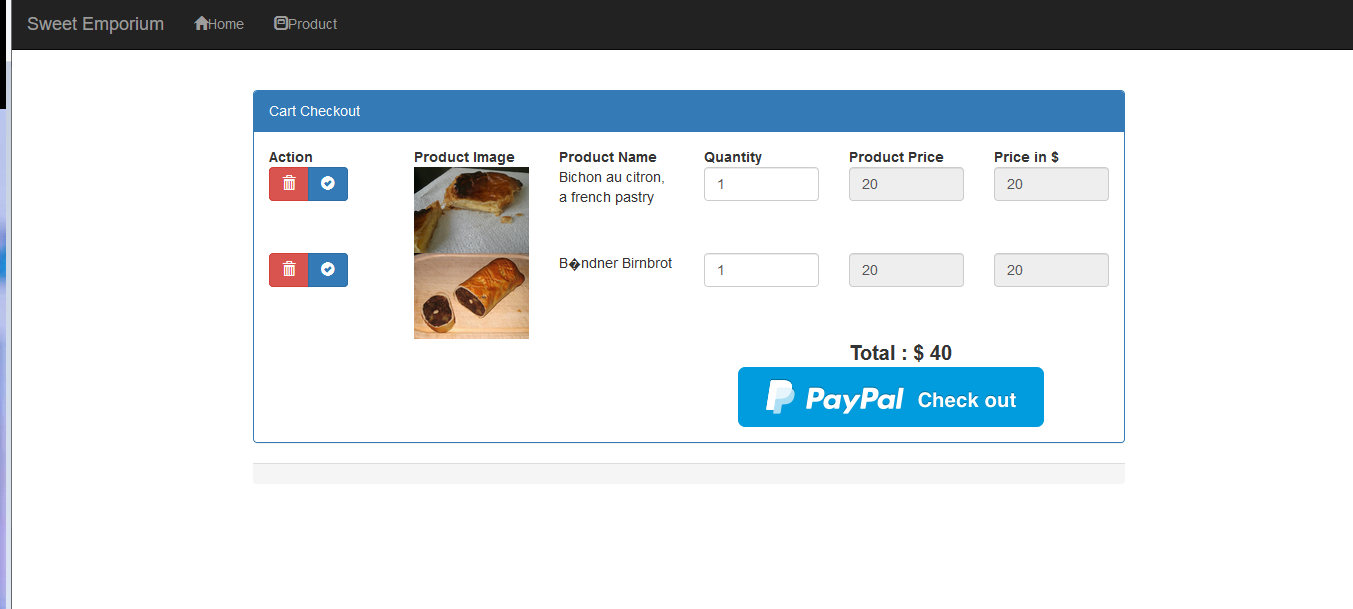 Sweet Emporium Home Product
Cart Checkout
Action Product Image Product Name Quantity Product Price Price in $
Bichon au citron,
a french pastry
1 20 20
B�ndner Birnbrot 1 20 20
Total : $ 40
PayPal Check out